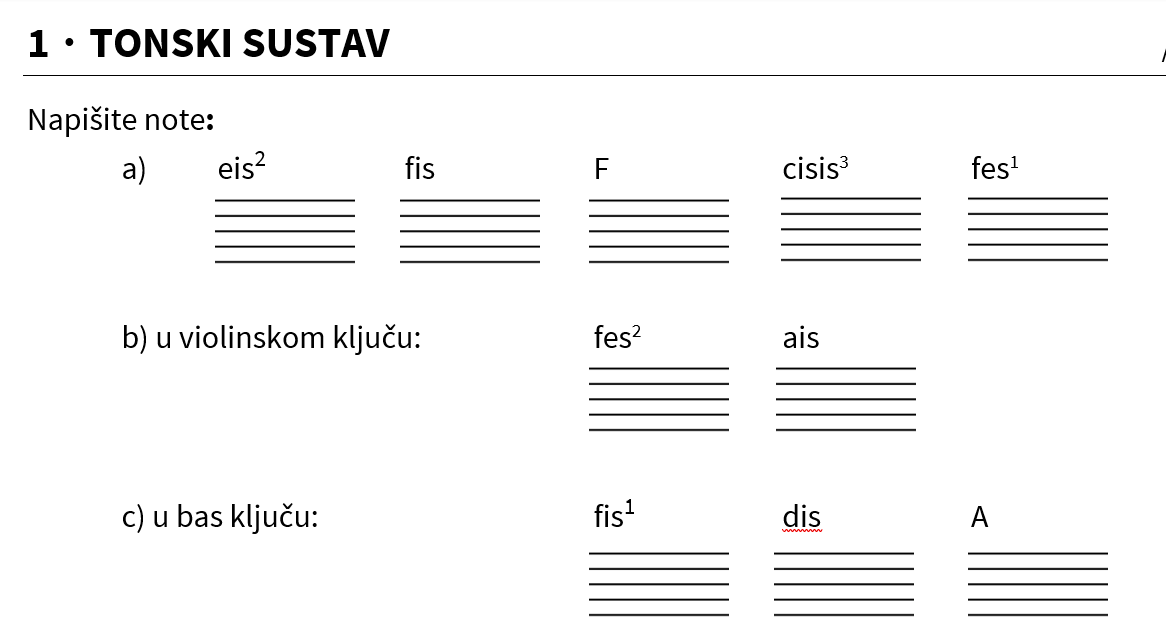 1 · TONSKI SUSTAV
Napišite note:
a) eis² fis F cisis³ fes¹
b) u violinskom ključu: fes² ais
c) u bas ključu: fis¹ dis A